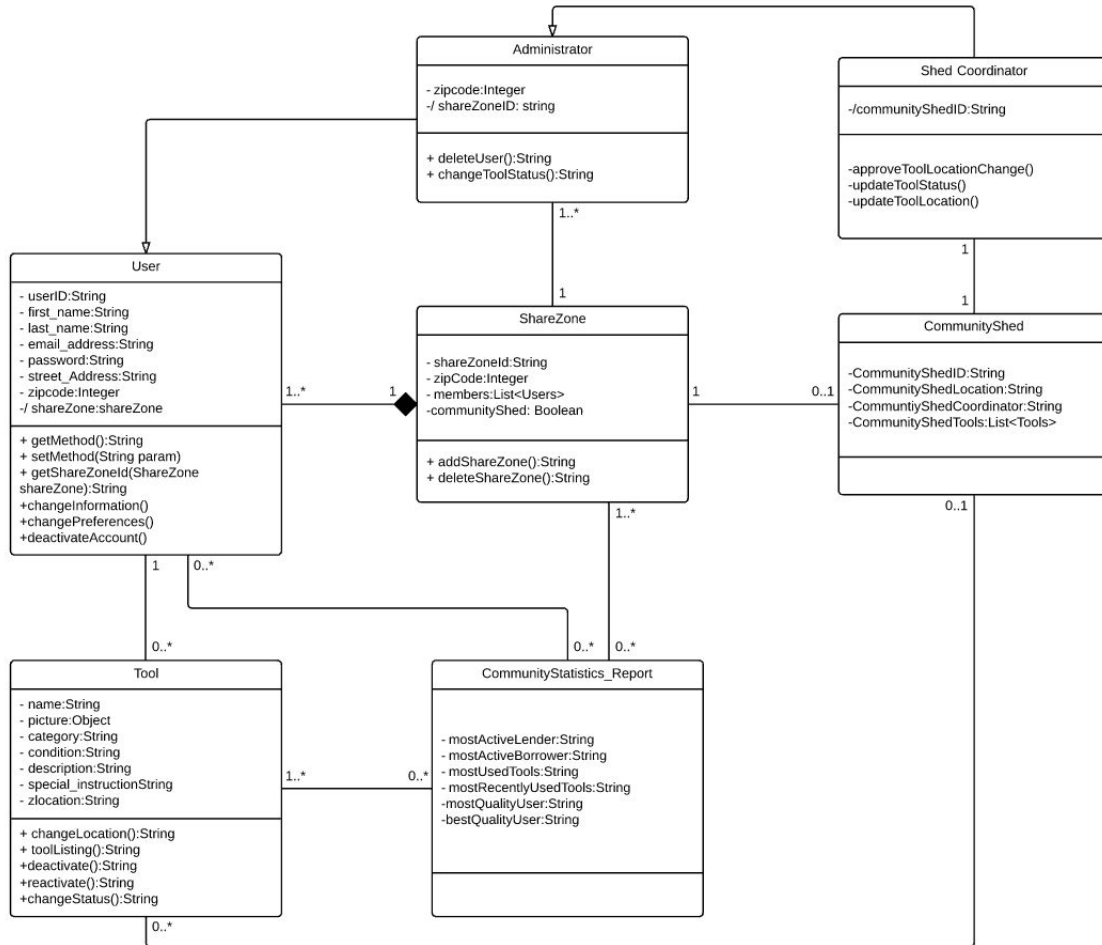 Administrator
- zipcode:Integer
-/ shareZoneID: string
+ deleteUser():String
+ changeToolStatus():String
1..*
Shed Coordinator
-/communityShedID:String
-approveToolLocationChange()
-updateToolStatus()
-updateToolLocation()
1
User
- userID:String
- first_name:String
- last_name:String
- email_address:String
- password:String
- street_Address:String
- zipcode:Integer
-/ shareZone:shareZone
+ getMethod():String
+ setMethod(String param)
+ getShareZoneId(ShareZone
shareZone):String
+changeInformation()
+changePreferences()
+deactivateAccount()
1..*
1
1
0..*
1
ShareZone
- shareZoneId:String
- zipCode:Integer
- members:List<Users>
-communityShed: Boolean
+ addShareZone():String
+ deleteShareZone():String
1
0..1
1..*
1
CommunityShed
-CommunityShedID:String
-CommunityShedLocation:String
-CommuntiyShedCoordinator:String
-CommunityShedTools:List<Tools>
0..1
0..*
Tool
- name:String
- picture:Object
- category:String
- condition:String
- description:String
- special_instructionString
- zlocation:String
+ changeLocation():String
+ toolListing():String
+deactivate():String
+reactivate():String
+changeStatus():String
1..*
0..*
0..*
0..*
0..*
CommunityStatistics_Report
- mostActiveLender:String
- mostActiveBorrower:String
- mostUsedTools:String
- mostRecentlyUsedTools:String
-mostQualityUser:String
-bestQualityUser:String